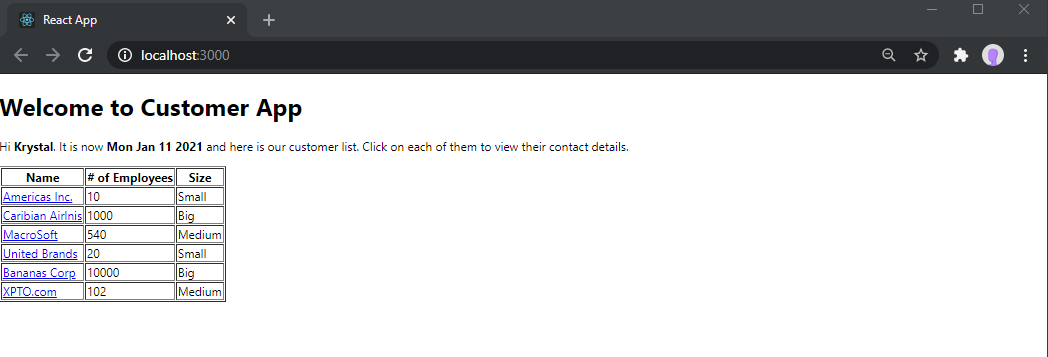 React App
localhost:3000
Welcome to Customer App
Hi Krystal. It is now Mon Jan 11 2021 and here is our customer list. Click on each of them to view their contact details.
Name # of Employees Size
Americas Inc. 10 Small
Caribian Airlnis 1000 Big
MacroSoft 540 Medium
United Brands 20 Small
Bananas Corp 10000 Big
XPTO.com 102 Medium